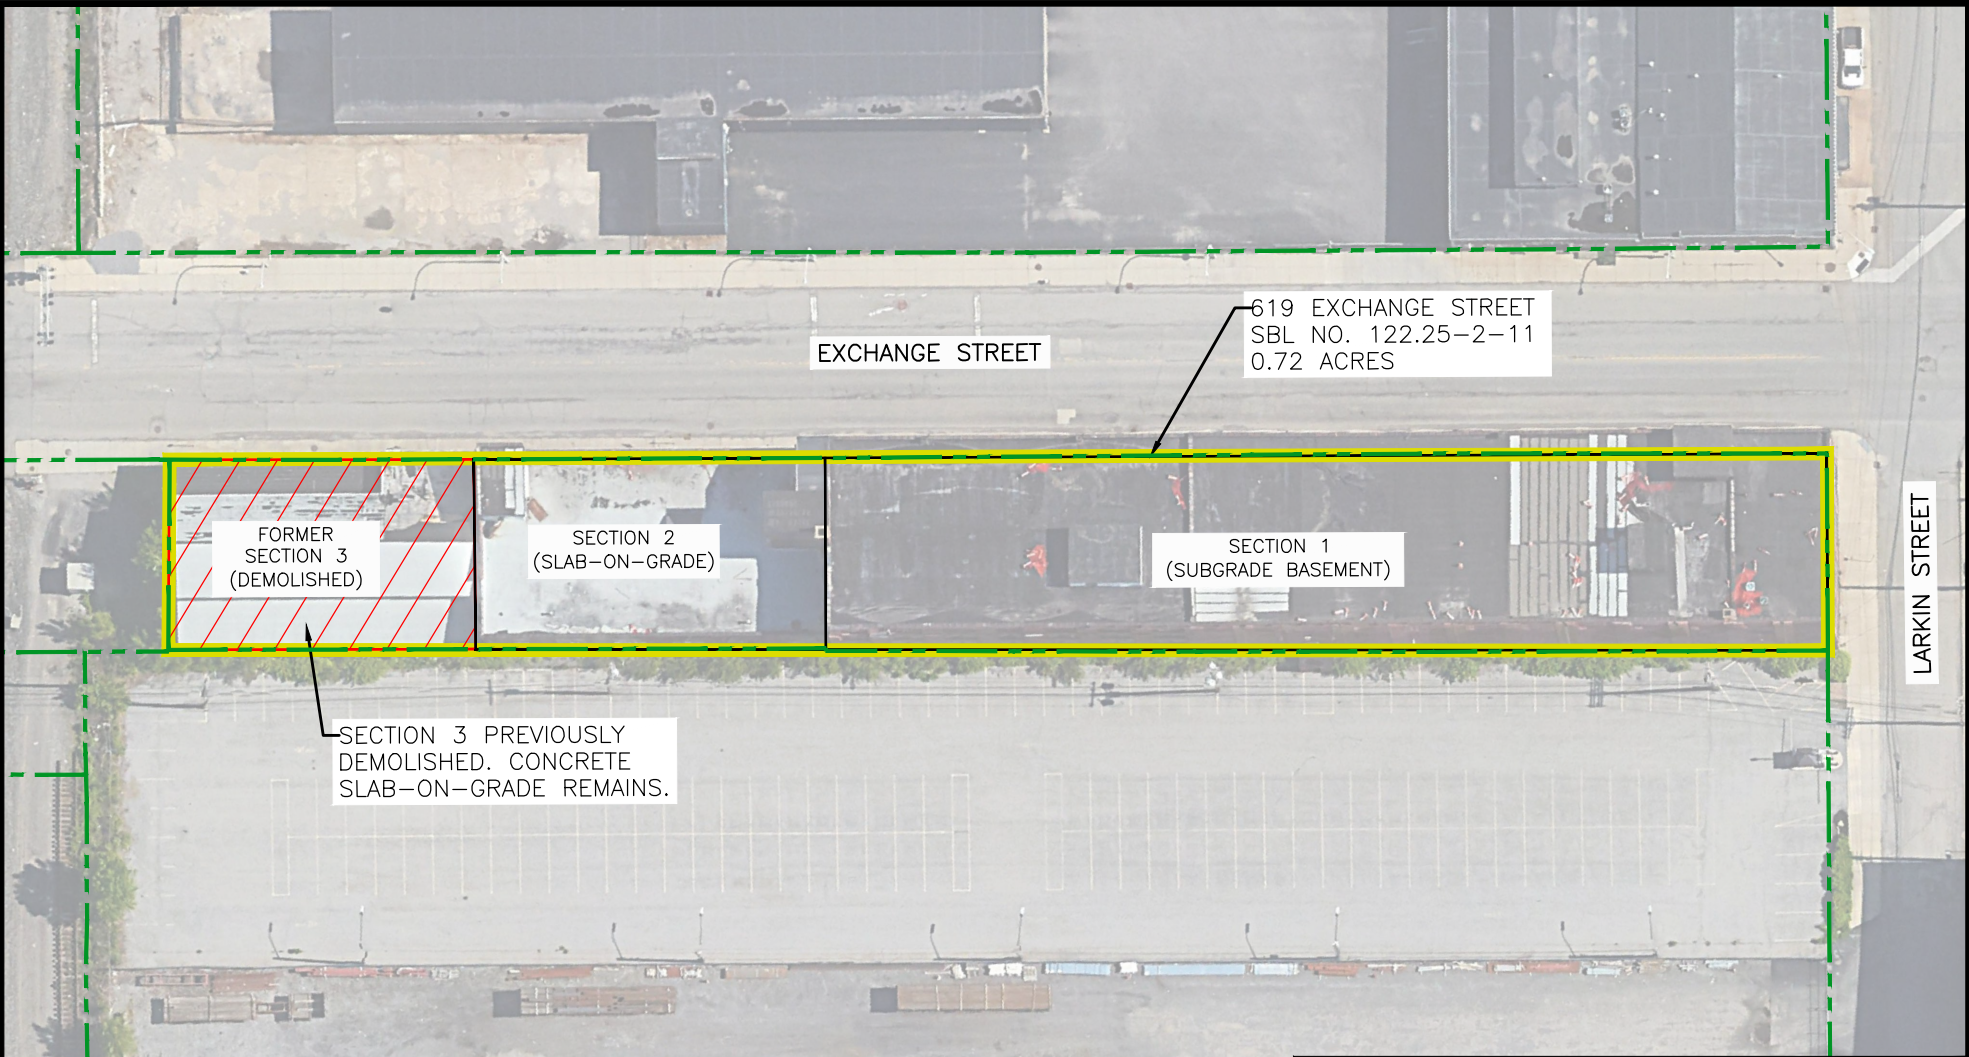 619 EXCHANGE STREET
SBL NO. 122.25-2-11
0.72 ACRES
EXCHANGE STREET
FORMER
SECTION 3
(DEMOLISHED)
SECTION 2
(SLAB-ON-GRADE)
SECTION 1
(SUBGRADE BASEMENT)
LARKIN STREET
SECTION 3 PREVIOUSLY
DEMOLISHED. CONCRETE
SLAB-ON-GRADE REMAINS.